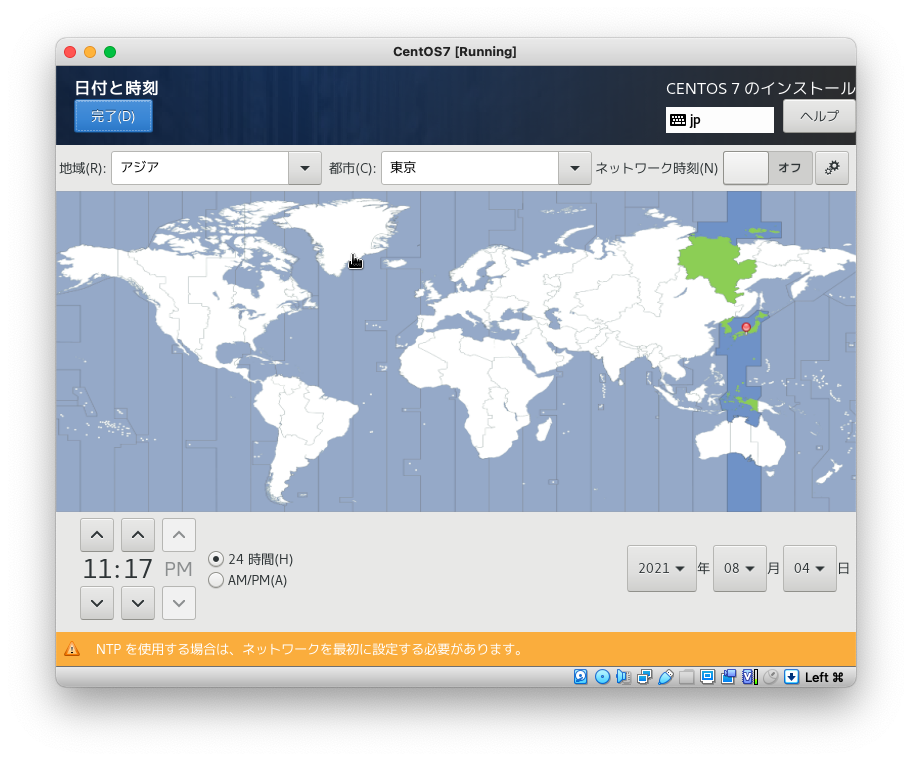 CentOS7 [Running]
日付と時刻
CENTOS 7 のインストール
完了(D)
jp
ヘルプ
地域(R): アジア 都市(C): 東京 ネットワーク時刻(N) オフ
11:17 PM
24 時間(H)
AM/PM(A)
2021 年 08 月 04 日
NTP を使用する場合は、ネットワークを最初に設定する必要があります。
Left ⌘